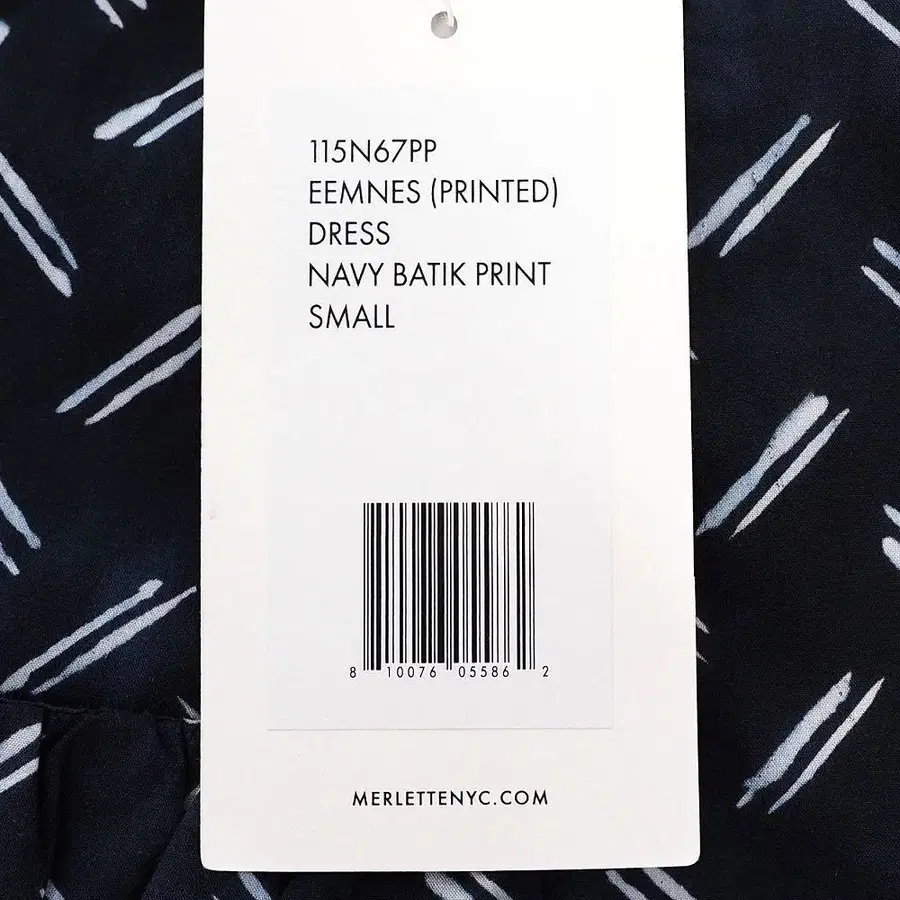 115N67PP
EEMNES (PRINTED)
DRESS
NAVY BATIK PRINT
SMALL
8 10076 05586 2
MERLETTENYC.COM